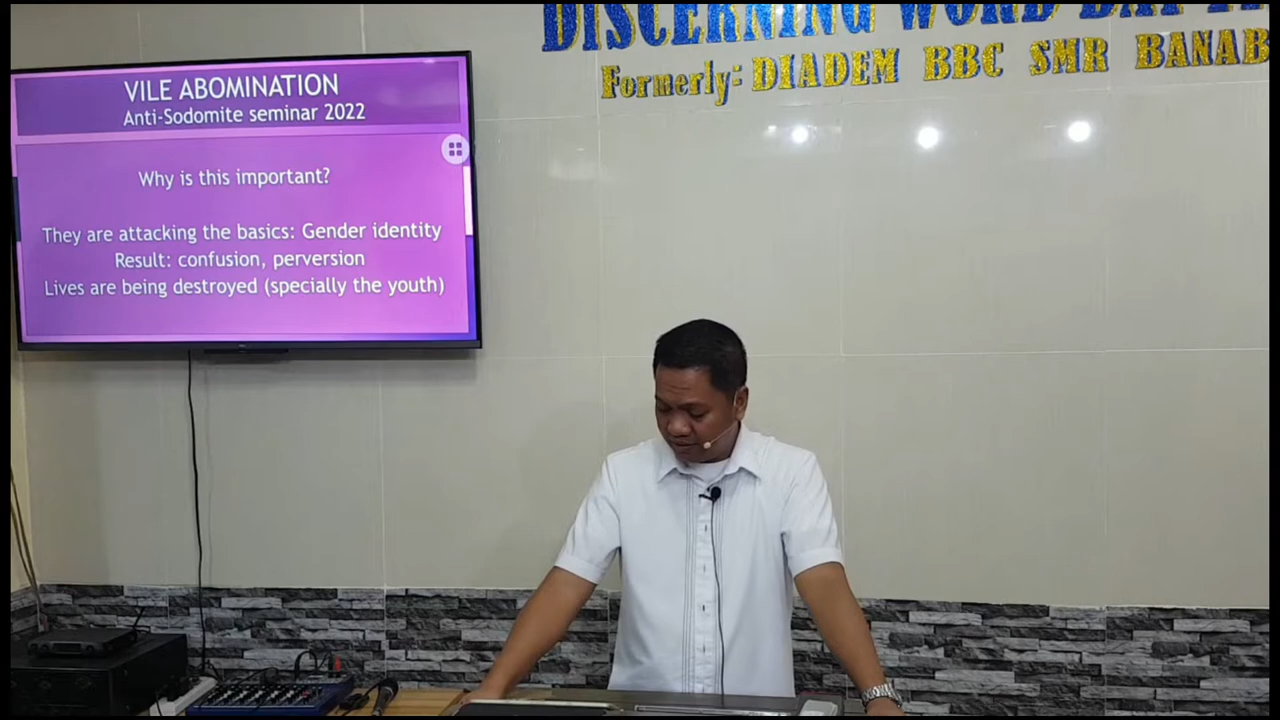 VILE ABOMINATION
Anti-Sodomite seminar 2022
Why is this important?
They are attacking the basics: Gender identity
Result: confusion, perversion
Lives are being destroyed (specially the youth)
DISCERNING WORD
Formerly: DIADEM BBC SMR BANAB